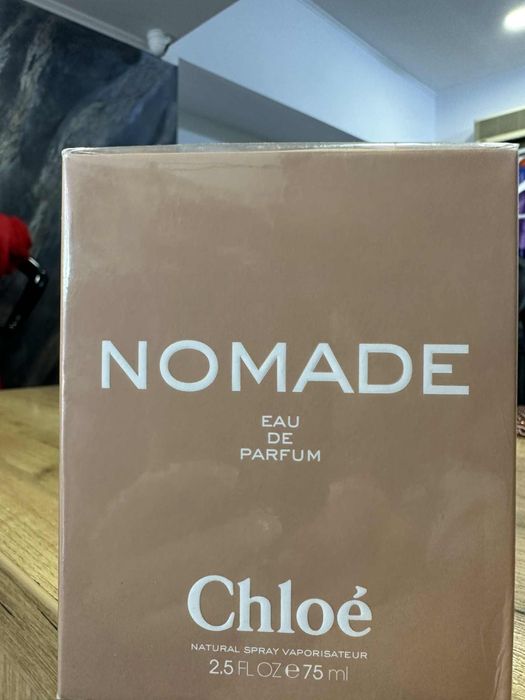 NOMADE
EAU
DE
PARFUM
Chloé
NATURAL SPRAY VAPORISATEUR
2.5 FL OZ ℮ 75 ml